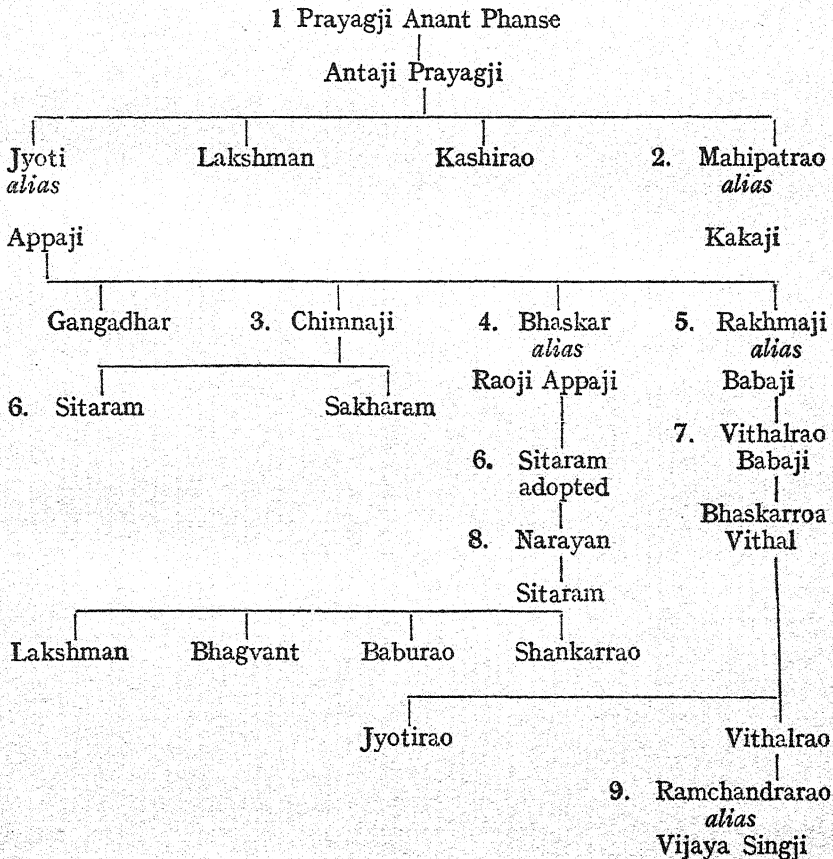 1 Prayagji Anant Phanse
Antaji Prayagji
Jyoti Lakshman Kashirao 2. Mahipatrao
alias alias
Appaji Kakaji
Gangadhar 3. Chimnaji 4. Bhaskar 5. Rakhmaji
alias alias
Raoji Appaji Babaji
6. Sitaram Sakharam
7. Vithalrao
6. Sitaram Babaji
adopted
Bhaskarroa
8. Narayan Vithal
Sitaram
Lakshman Bhagvant Baburao Shankarrao
Jyotirao Vithalrao
9. Ramchandrarao
alias
Vijaya Singji